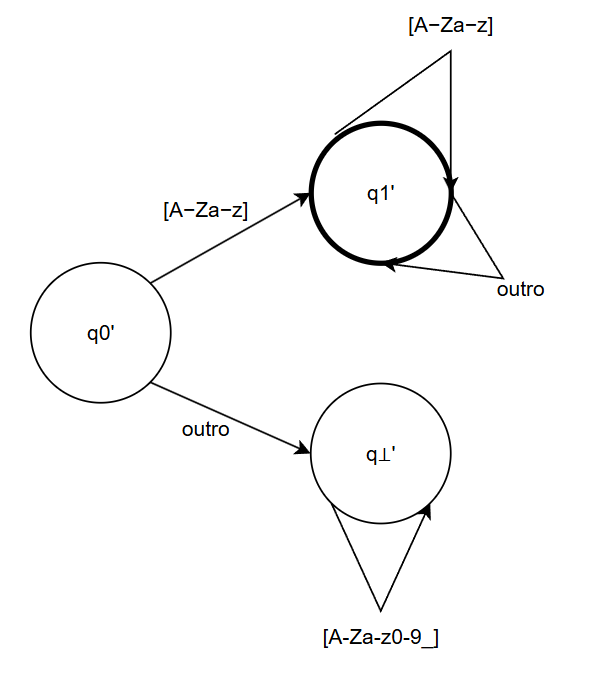 [A−Za−z]
q1'
[A−Za−z]
outro
q0'
outro
q⊥'
[A-Za-z0-9_]